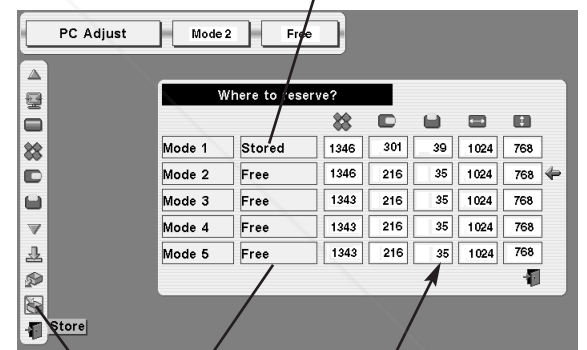 PC Adjust Mode 2 Free
Where to reserve?
Mode 1 Stored 1346 301 39 1024 768
Mode 2 Free 1346 216 35 1024 768
Mode 3 Free 1343 216 35 1024 768
Mode 4 Free 1343 216 35 1024 768
Mode 5 Free 1343 216 35 1024 768
Store